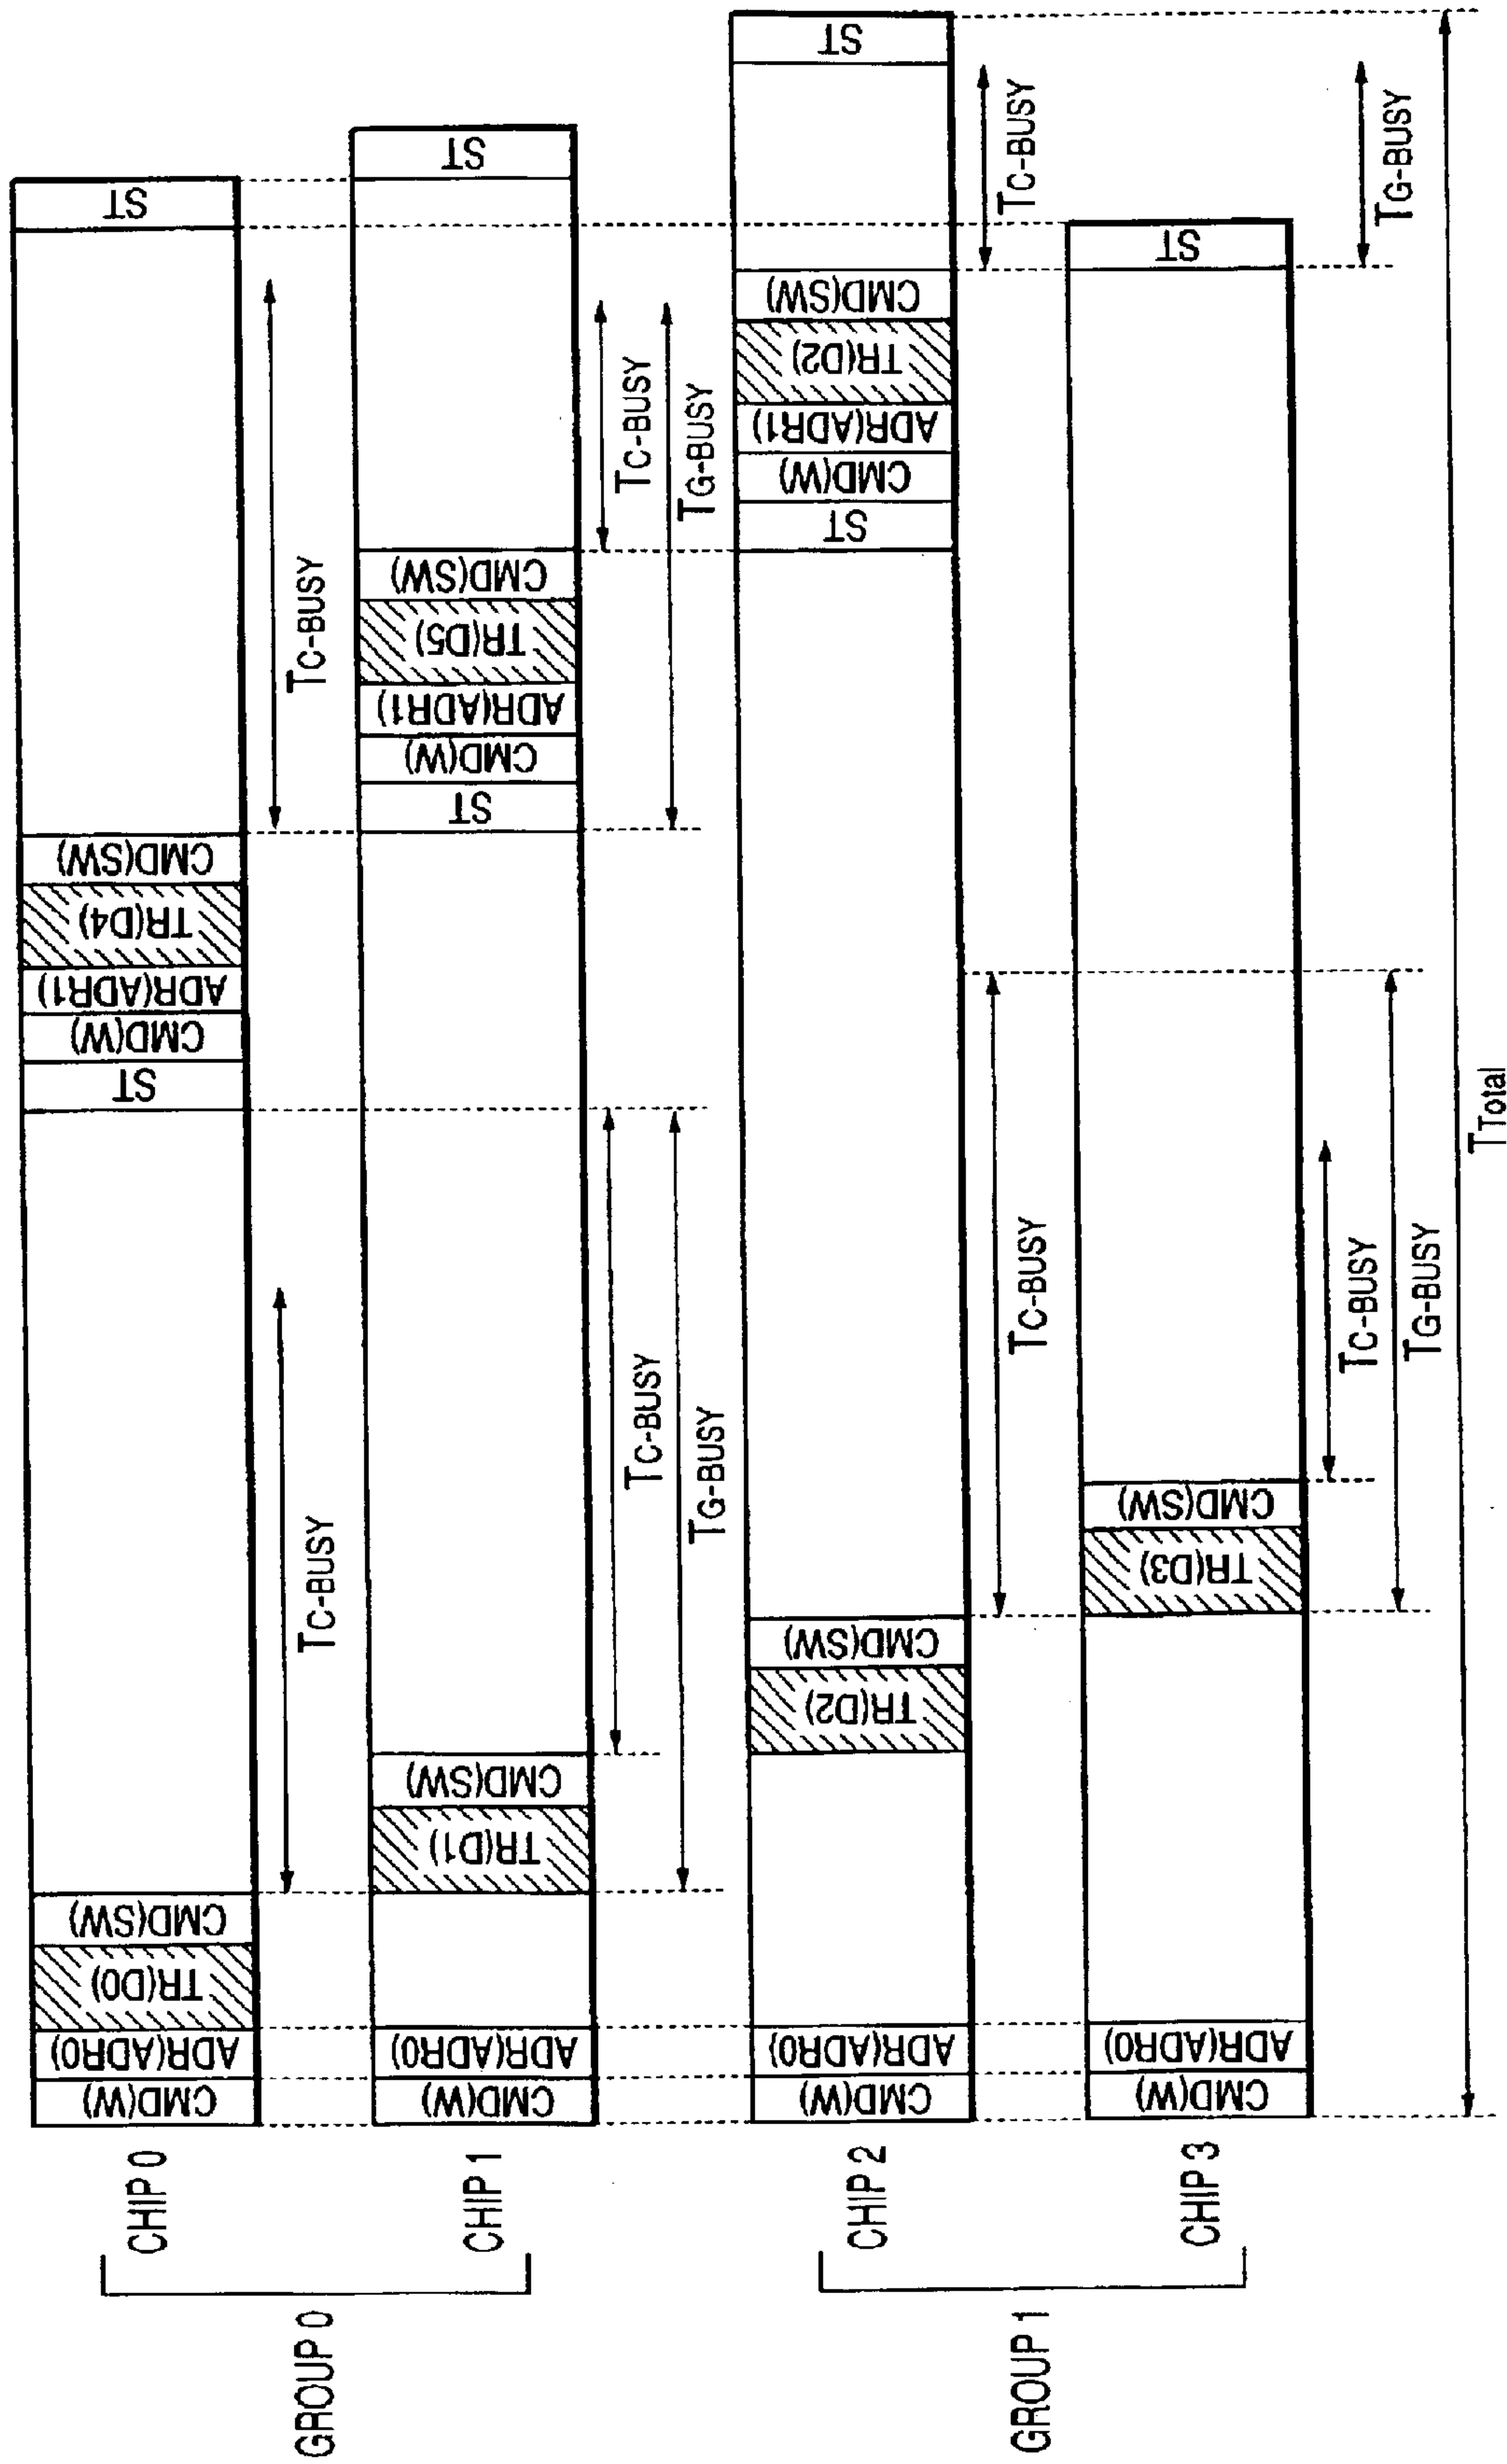 GROUP 0
CHIP 0
CMD(W)
ADR(ADR0)
TR(D0)
CMD(SW)
ST
CMD(W)
ADR(ADR1)
TR(D4)
CMD(SW)
ST
TC-BUSY
TC-BUSY
CHIP 1
CMD(W)
ADR(ADR0)
TR(D1)
CMD(SW)
ST
CMD(W)
ADR(ADR1)
TR(D5)
CMD(SW)
ST
TC-BUSY
TC-BUSY
TG-BUSY
TG-BUSY
GROUP 1
CHIP 2
CMD(W)
ADR(ADR0)
TR(D2)
CMD(SW)
ST
CMD(W)
ADR(ADR1)
TR(D2)
CMD(SW)
ST
TC-BUSY
TC-BUSY
CHIP 3
CMD(W)
ADR(ADR0)
TR(D3)
CMD(SW)
ST
TC-BUSY
TG-BUSY
TG-BUSY
TTotal